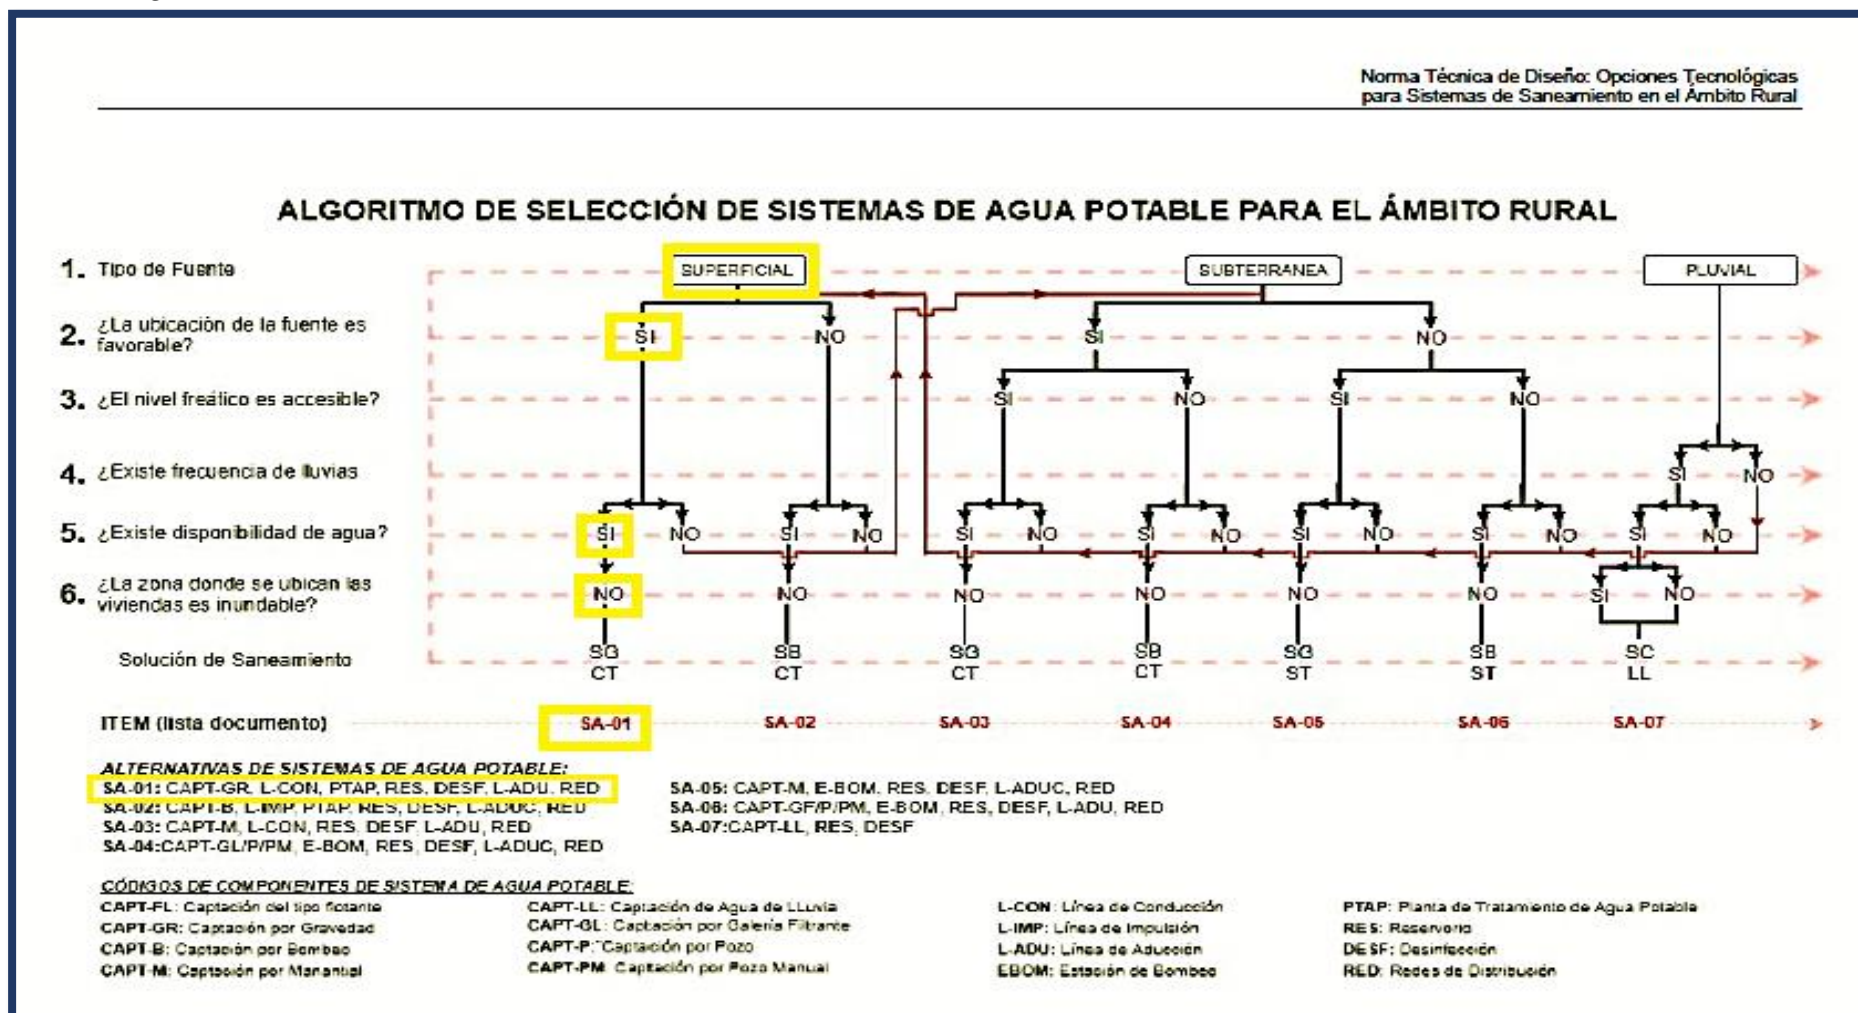 Norma Técnica de Diseño: Opciones Tecnológicas
para Sistemas de Saneamiento en el Ámbito Rural
ALGORITMO DE SELECCIÓN DE SISTEMAS DE AGUA POTABLE PARA EL ÁMBITO RURAL
1. Tipo de Fuente SUPERFICIAL SUBTERRANEA PLUVIAL
2. ¿La ubicación de la fuente es
favorable?
SI NO SI NO
3. ¿El nivel freático es accesible? SI NO SI NO
4. ¿Existe frecuencia de lluvias SI NO
5. ¿Existe disponibilidad de agua? SI NO SI NO SI NO SI NO SI NO SI NO SI NO
6. ¿La zona donde se ubican las
viviendas es inundable?
NO NO NO NO NO NO SI NO
Solución de Saneamiento
SG SB SG SB SG SB SC
CT CT CT CT ST ST LL
ITEM (lista documento) SA-01 SA-02 SA-03 SA-04 SA-05 SA-06 SA-07
ALTERNATIVAS DE SISTEMAS DE AGUA POTABLE:
SA-01: CAPT-GR, L-CON, PTAP, RES, DESF, L-ADU, RED
SA-02: CAPT-B, L-IMP, PTAP, RES, DESF, L-ADUC, RED
SA-03: CAPT-M, L-CON, RES, DESF, L-ADU, RED
SA-04:CAPT-GL/P/PM, E-BOM, RES, DESF, L-ADUC, RED
SA-05: CAPT-M, E-BOM, RES, DESF, L-ADUC, RED
SA-06: CAPT-GF/P/PM, E-BOM, RES, DESF, L-ADU, RED
SA-07:CAPT-LL, RES, DESF
CÓDIGOS DE COMPONENTES DE SISTEMA DE AGUA POTABLE:
CAPT-FL: Captación del tipo flotante
CAPT-GR: Captación por Gravedad
CAPT-B: Captación por Bombeo
CAPT-M: Captación por Manantial
CAPT-LL: Captación de Agua de LLuvia
CAPT-GL: Captación por Galería Filtrante
CAPT-P: Captación por Pozo
CAPT-PM: Captación por Pozo Manual
L-CON: Línea de Conducción
L-IMP: Línea de Impulsión
L-ADU: Línea de Aducción
EBOM: Estación de Bombeo
PTAP: Planta de Tratamiento de Agua Potable
RES: Reservorio
DESF: Desinfección
RED: Redes de Distribución